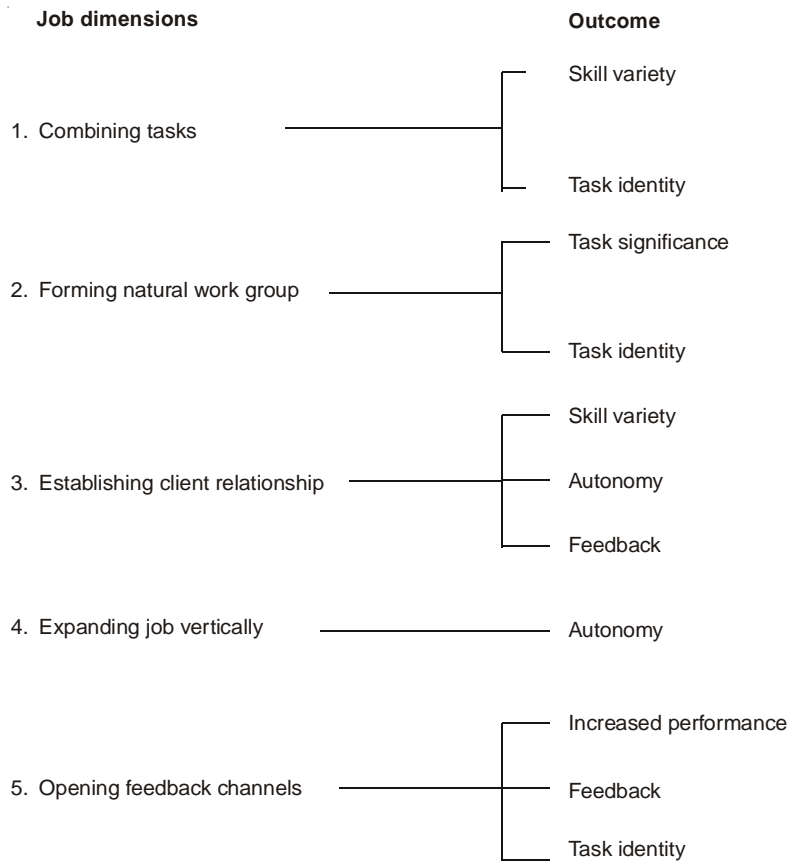 Job dimensions
Outcome
Skill variety
1. Combining tasks
Task identity
Task significance
2. Forming natural work group
Task identity
Skill variety
3. Establishing client relationship
Autonomy
Feedback
4. Expanding job vertically
Autonomy
Increased performance
5. Opening feedback channels
Feedback
Task identity